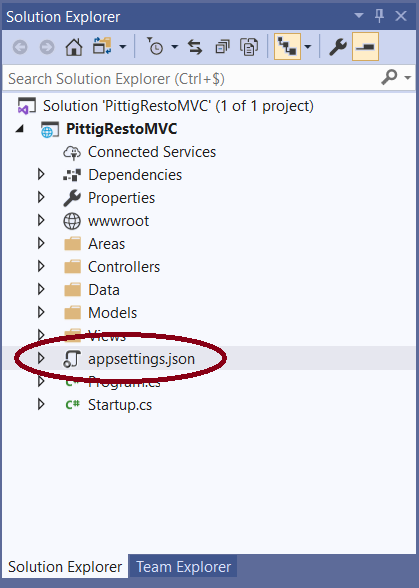 Solution Explorer
Search Solution Explorer (Ctrl+$)
Solution 'PittigRestoMVC' (1 of 1 project)
PittigRestoMVC
Connected Services
Dependencies
Properties
wwwroot
Areas
Controllers
Data
Models
Views
appsettings.json
C# Program.cs
C# Startup.cs
Solution Explorer Team Explorer